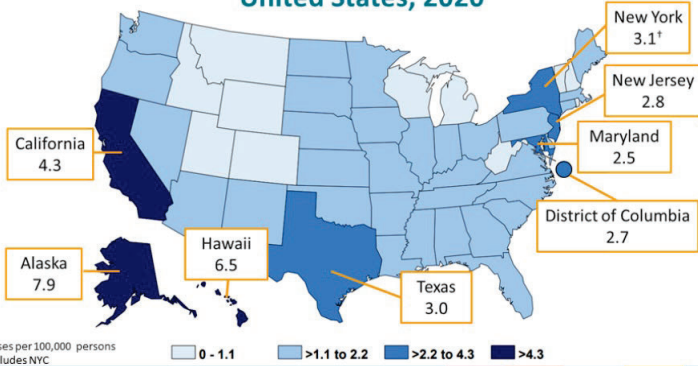 United States, 2020
New York
3.1†
New Jersey
2.8
Maryland
2.5
District of Columbia
2.7
California
4.3
Alaska
7.9
Hawaii
6.5
Texas
3.0
per 100,000 persons
NYC
0 - 1.1
>1.1 to 2.2
>2.2 to 4.3
>4.3